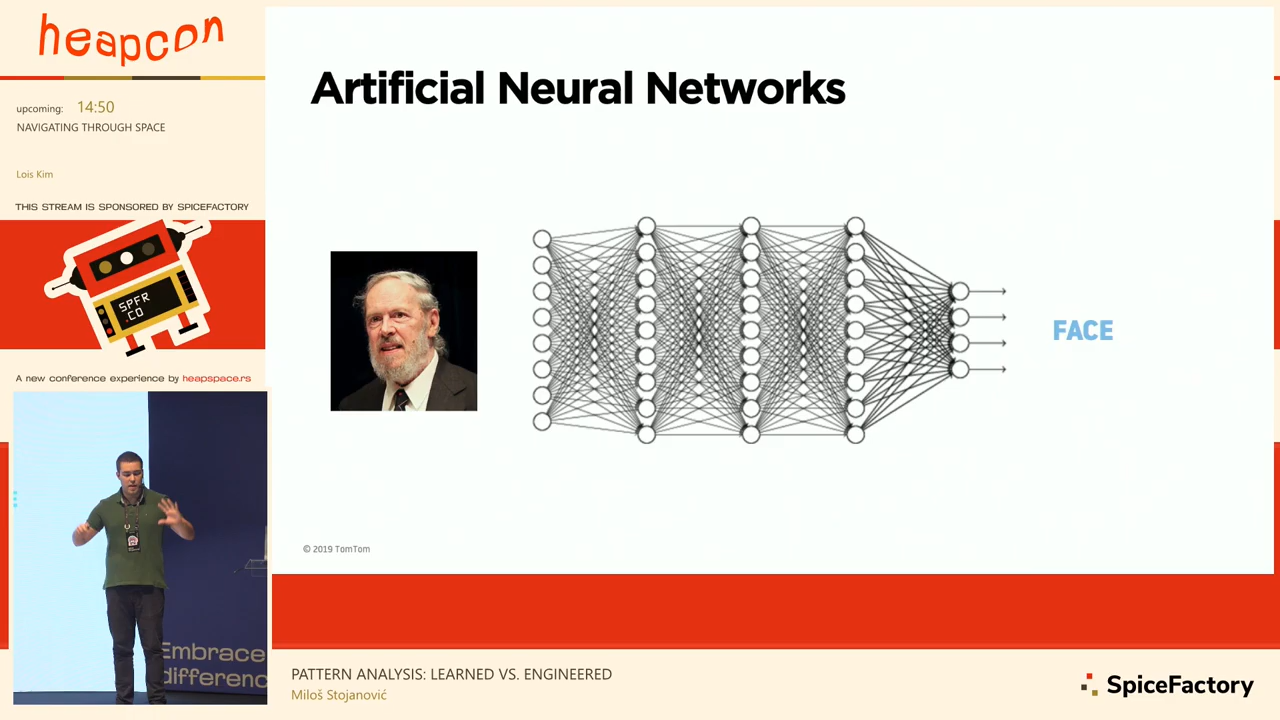 heapcon
upcoming: 14:50
NAVIGATING THROUGH SPACE
Lois Kim
THIS STREAM IS SPONSORED BY SPICEFACTORY
SPFR
.CO
A new conference experience by heapspace.rs
Embrace
differenc
Artificial Neural Networks
FACE
© 2019 TomTom
PATTERN ANALYSIS: LEARNED VS. ENGINEERED
Miloš Stojanović
SpiceFactory